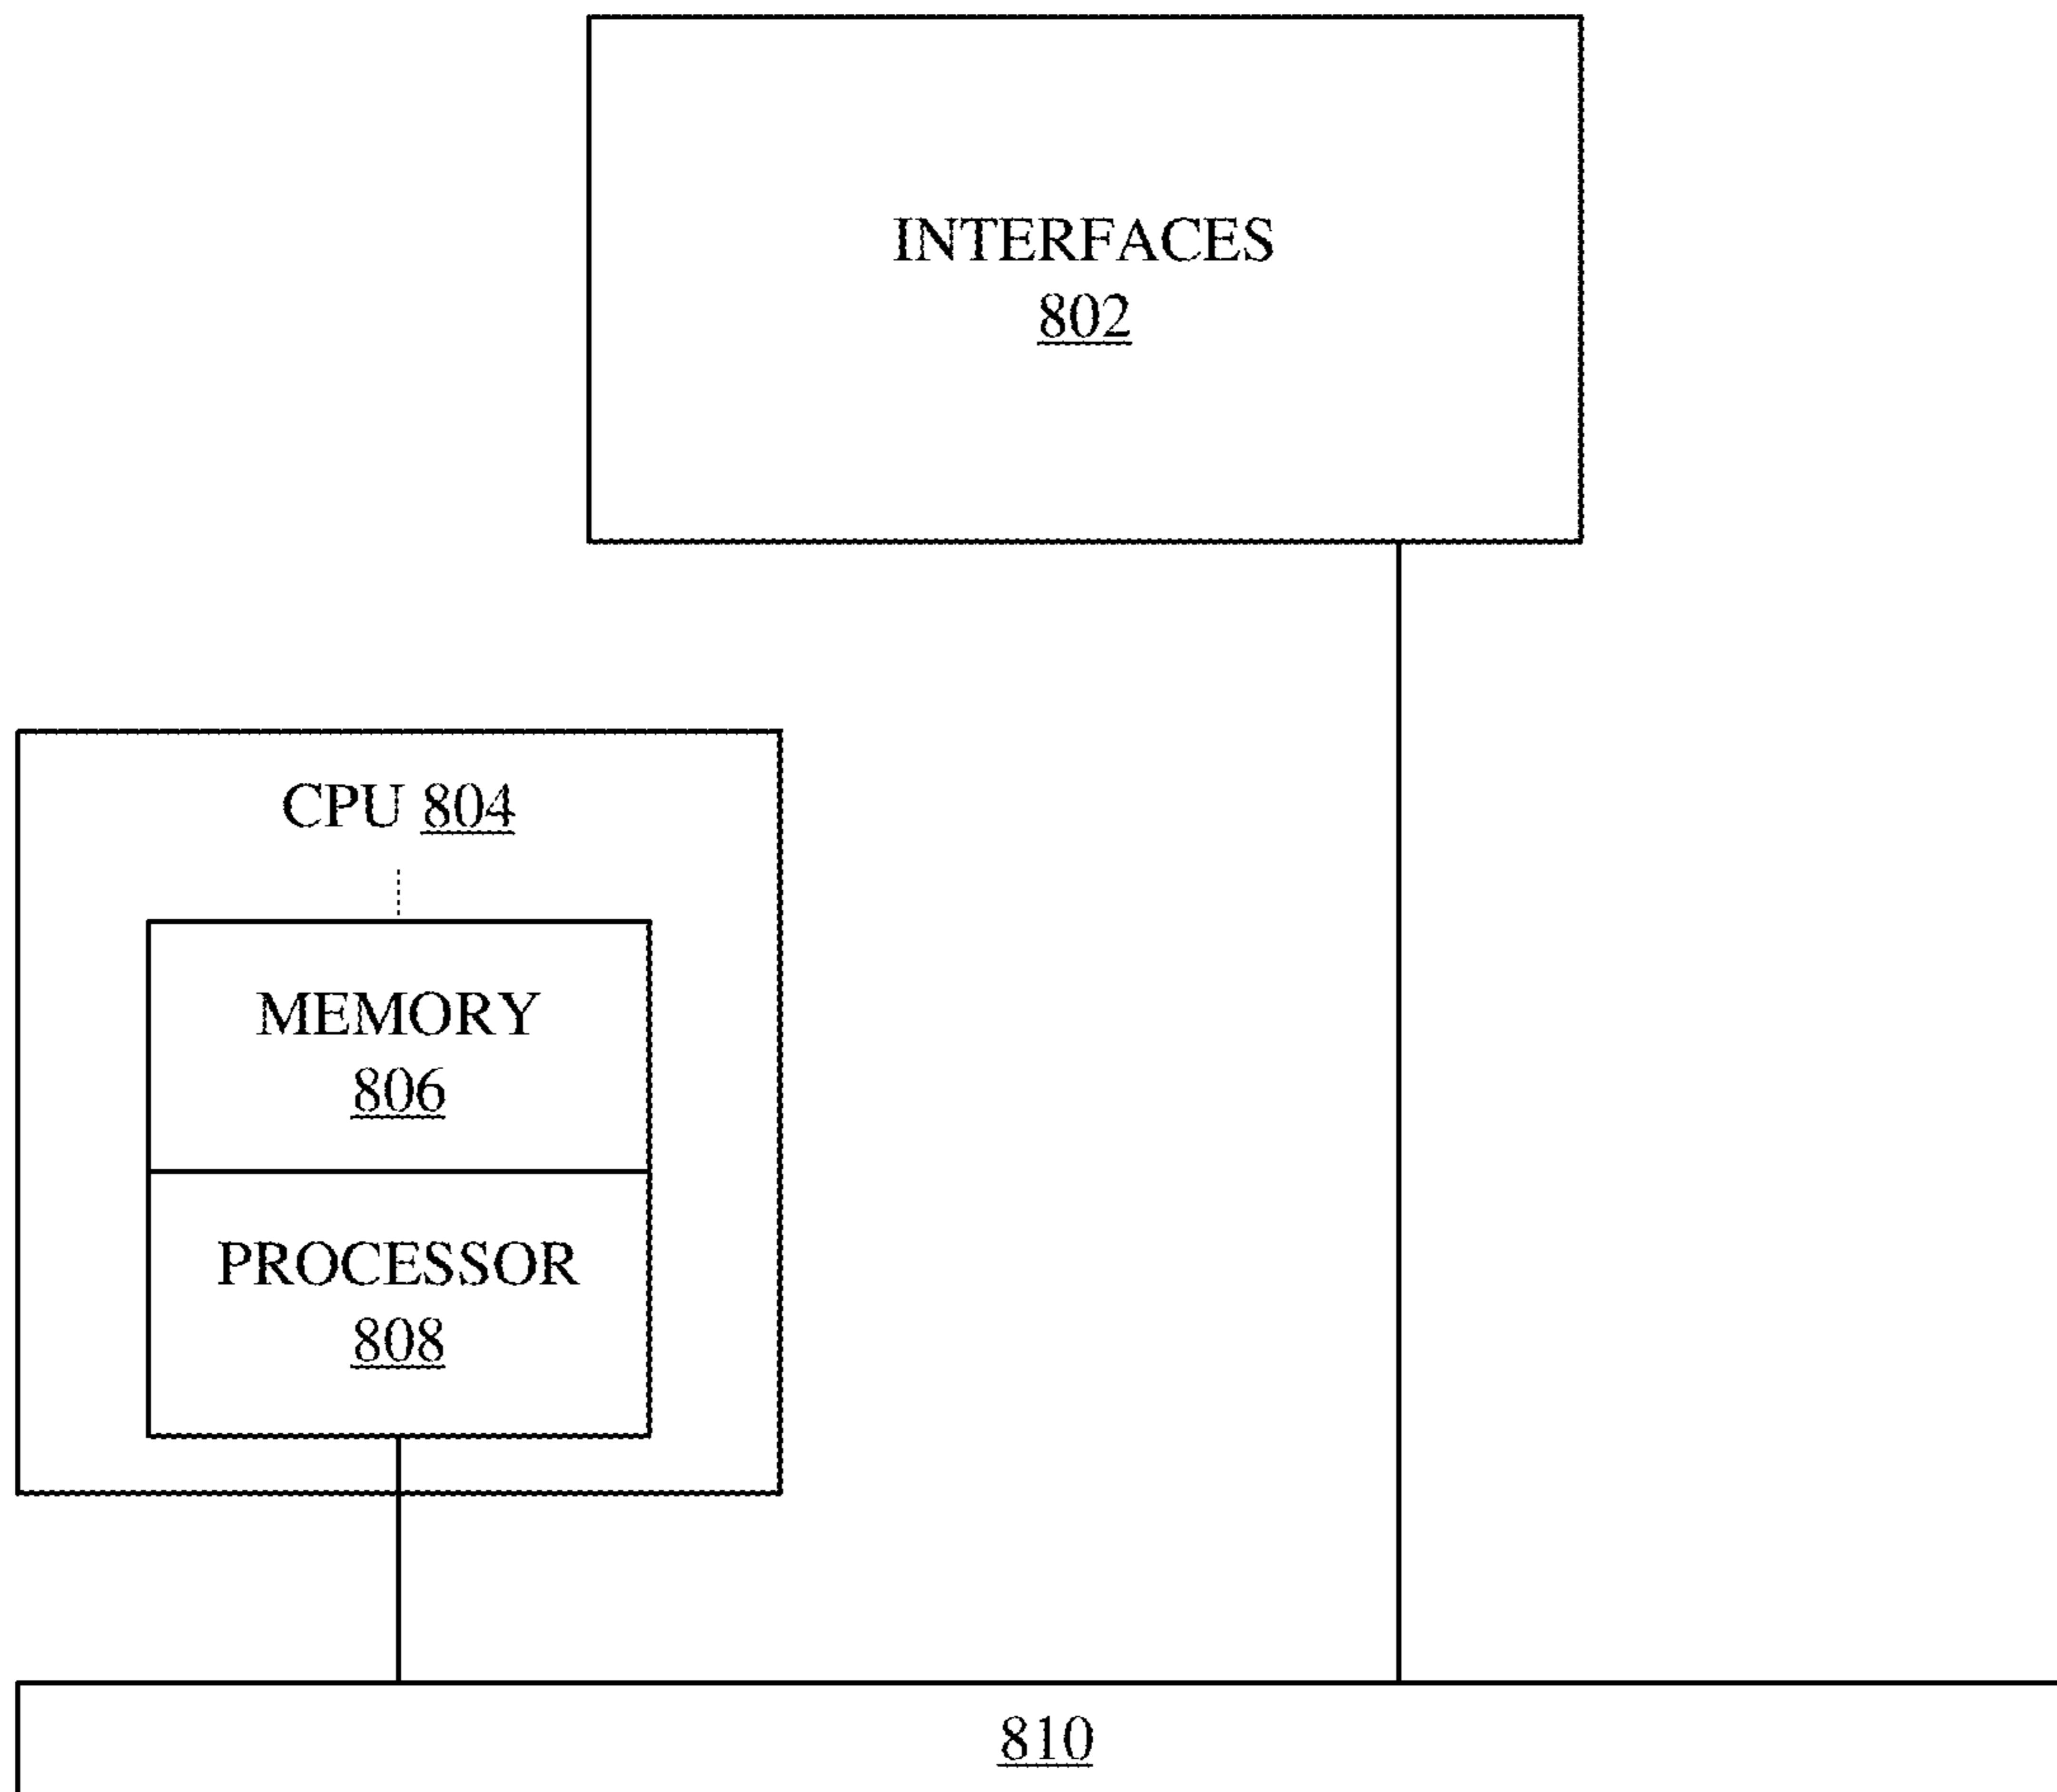 INTERFACES
802
CPU 804
MEMORY
806
PROCESSOR
808
810